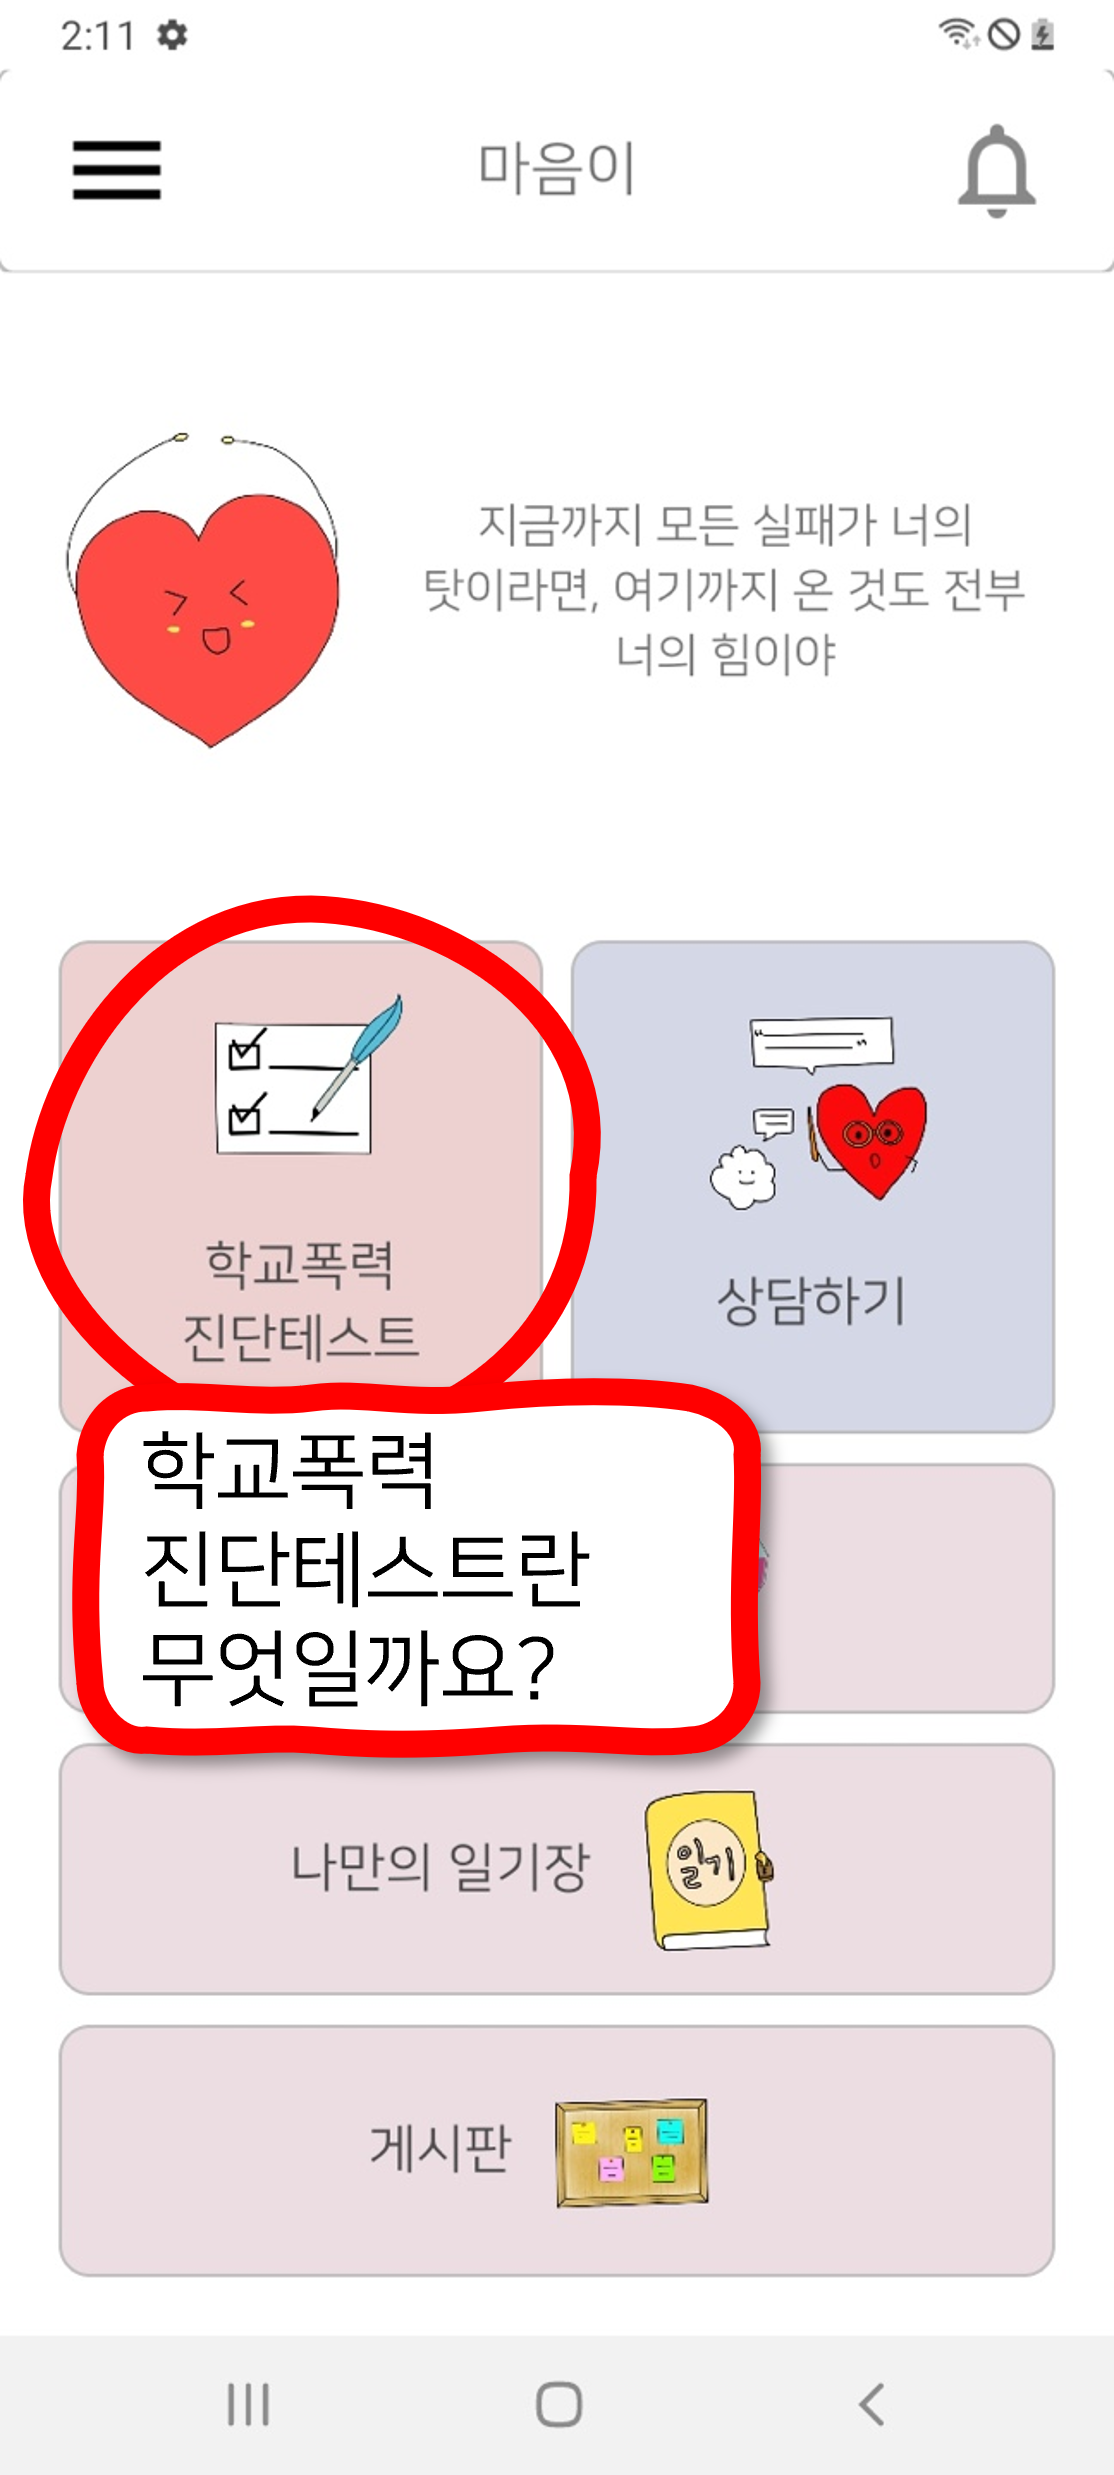 2:11
마음이
지금까지 모든 실패가 너의
탓이라면, 여기까지 온 것도 전부
너의 힘이야
학교폭력
진단테스트
상담하기
학교폭력
진단테스트란
무엇일까요?
나만의 일기장
일기
게시판